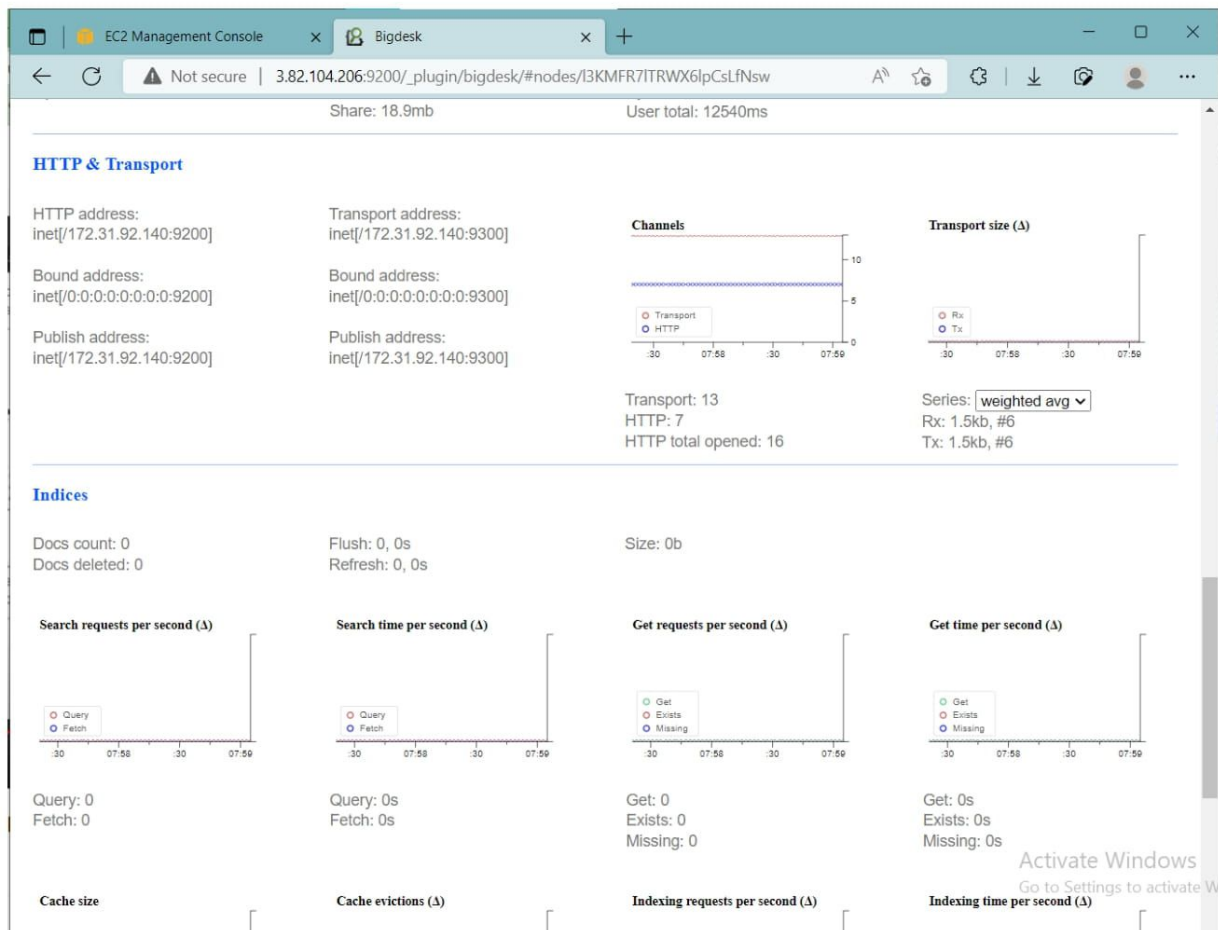 EC2 Management Console
Bigdesk
Not secure | 3.82.104.206:9200/_plugin/bigdesk/#nodes/l3KMFR7lTRWX6lpCsLfNsw
Share: 18.9mb
User total: 12540ms
HTTP & Transport
HTTP address:
inet[/172.31.92.140:9200]
Bound address:
inet[/0:0:0:0:0:0:0:0:9200]
Publish address:
inet[/172.31.92.140:9200]
Transport address:
inet[/172.31.92.140:9300]
Bound address:
inet[/0:0:0:0:0:0:0:0:9300]
Publish address:
inet[/172.31.92.140:9300]
Channels
10
5
0
Transport
HTTP
:30 07:58 :30 07:59
Transport: 13
HTTP: 7
HTTP total opened: 16
Transport size (Δ)
Rx
Tx
:30 07:58 :30 07:59
Series: weighted avg
Rx: 1.5kb, #6
Tx: 1.5kb, #6
Indices
Docs count: 0
Docs deleted: 0
Flush: 0, 0s
Refresh: 0, 0s
Size: 0b
Search requests per second (Δ)
Query
Fetch
:30 07:58 :30 07:59
Query: 0
Fetch: 0
Search time per second (Δ)
Query
Fetch
:30 07:58 :30 07:59
Query: 0s
Fetch: 0s
Get requests per second (Δ)
Get
Exists
Missing
:30 07:58 :30 07:59
Get: 0
Exists: 0
Missing: 0
Get time per second (Δ)
Get
Exists
Missing
:30 07:58 :30 07:59
Get: 0s
Exists: 0s
Missing: 0s
Activate Windows
Go to Settings to activate W
Cache size
Cache evictions (Δ)
Indexing requests per second (Δ)
Indexing time per second (Δ)